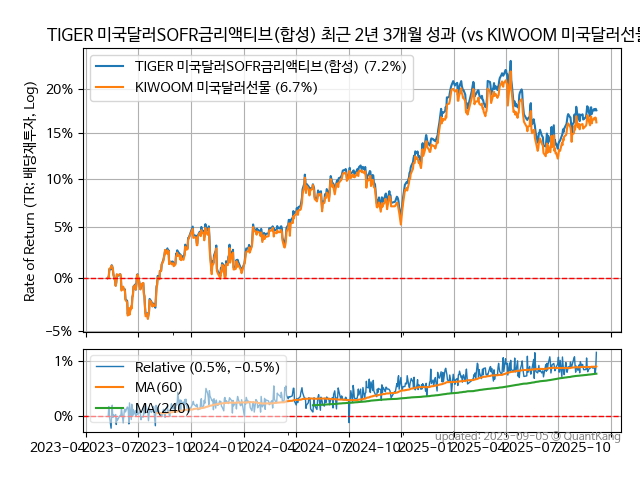 TIGER 미국달러SOFR금리액티브(합성) 최근 2년 3개월 성과 (vs KIWOOM 미국달러선물
TIGER 미국달러SOFR금리액티브(합성) (7.2%)
KIWOOM 미국달러선물 (6.7%)
Rate of Return (TR: 배당재투자, Log)
20%
15%
10%
5%
0%
−5%
Relative (0.5%, −0.5%)
MA(60)
MA(240)
1%
0%
updated: 2025-09-05 © QuantKang
2023-04 2023-07 2023-10 2024-01 2024-04 2024-07 2024-10 2025-01 2025-04 2025-07 2025-10